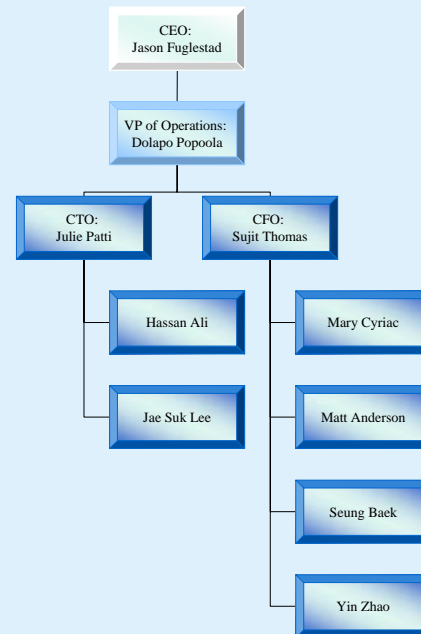 CEO:
Jason Fuglestad
VP of Operations:
Dolapo Popoola
CTO:
Julie Patti
CFO:
Sujit Thomas
Hassan Ali
Mary Cyriac
Jae Suk Lee
Matt Anderson
Seung Baek
Yin Zhao